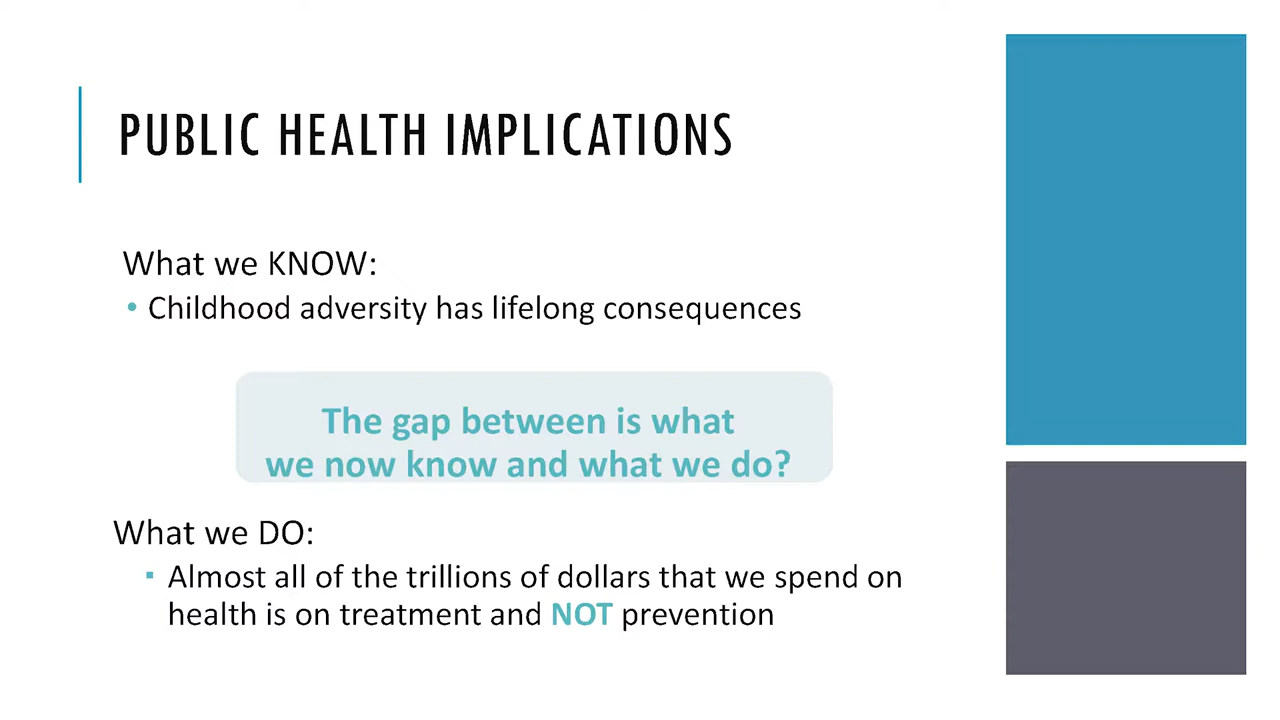 PUBLIC HEALTH IMPLICATIONS
What we KNOW:
• Childhood adversity has lifelong consequences
The gap between is what
we now know and what we do?
What we DO:
▪ Almost all of the trillions of dollars that we spend on
health is on treatment and NOT prevention